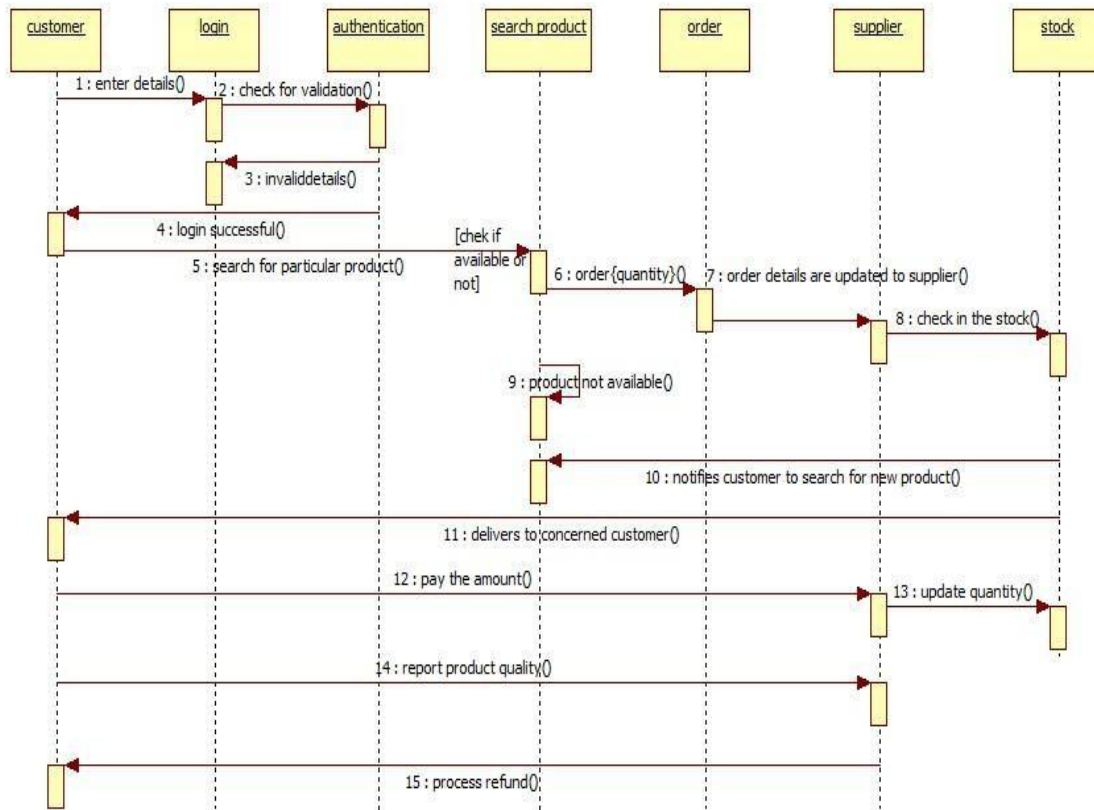 customer
login
authentication
search product
order
supplier
stock
1 : enter details()
2 : check for validation()
3 : invaliddetails()
4 : login successful()
[chek if
available or
not]
5 : search for particular product()
6 : order{quantity}()
7 : order details are updated to supplier()
8 : check in the stock()
9 : product not available()
10 : notifies customer to search for new product()
11 : delivers to concerned customer()
12 : pay the amount()
13 : update quantity()
14 : report product quality()
15 : process refund()